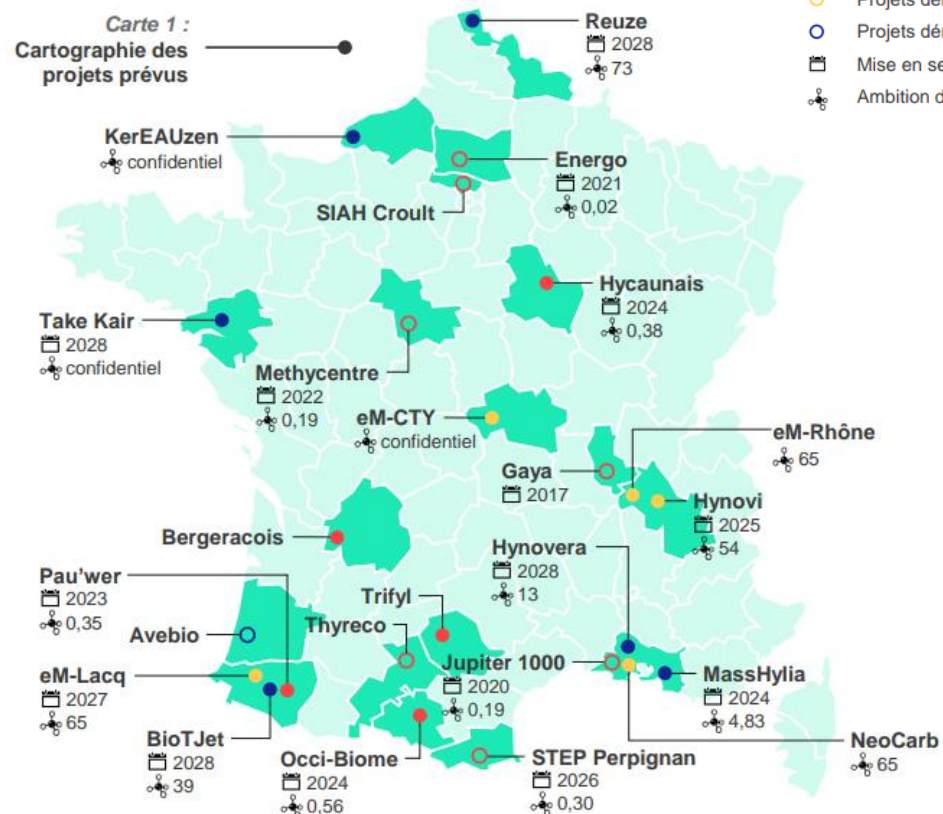 Carte 1 :
Cartographie des
projets prévus
Projets
Projets
Mise en
Ambition
Reuze
2028
73
KerEAUzen
confidentiel
Energo
2021
0,02
SIAH Croult
Hycaunais
2024
0,38
Take Kair
2028
confidentiel
Methycentre
2022
0,19
eM-CTY
confidentiel
eM-Rhône
65
Gaya
2017
Hynovi
2025
54
Bergeracois
Hynovera
2028
13
Pau'wer
2023
0,35
Trifyl
Thyreco
Avebio
Jupiter 1000
2020
0,19
eM-Lacq
2027
65
MassHylia
2024
4,83
BioTJet
2028
39
Occi-Biome
2024
0,56
STEP Perpignan
2026
0,30
NeoCarb
65